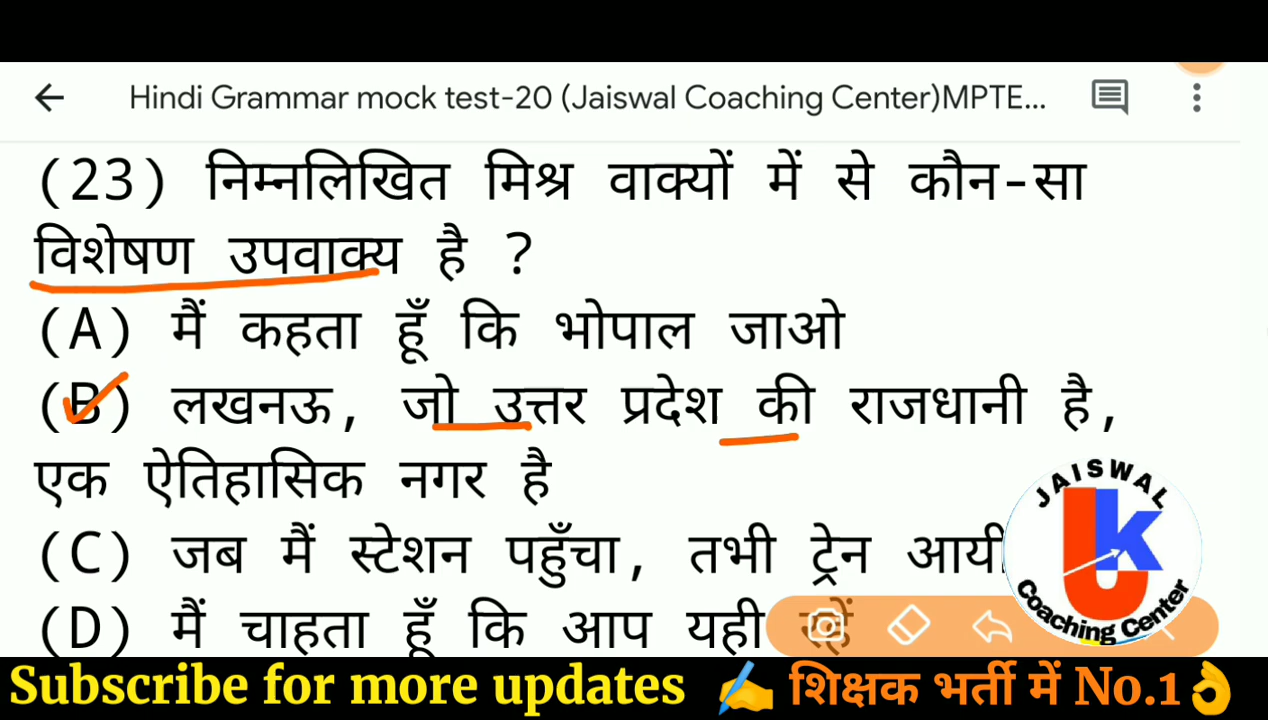 Hindi Grammar mock test-20 (Jaiswal Coaching Center)MPTE...
(23) निम्नलिखित मिश्र वाक्यों में से कौन-सा
विशेषण उपवाक्य है ?
(A) मैं कहता हूँ कि भोपाल जाओ
(B) लखनऊ, जो उत्तर प्रदेश की राजधानी है,
एक ऐतिहासिक नगर है
(C) जब मैं स्टेशन पहुँचा, तभी ट्रेन आयी
(D) मैं चाहता हूँ कि आप यही रहें
JAISWAL
JK
Coaching Center
Subscribe for more updates ✍ शिक्षक भर्ती में No.1👌